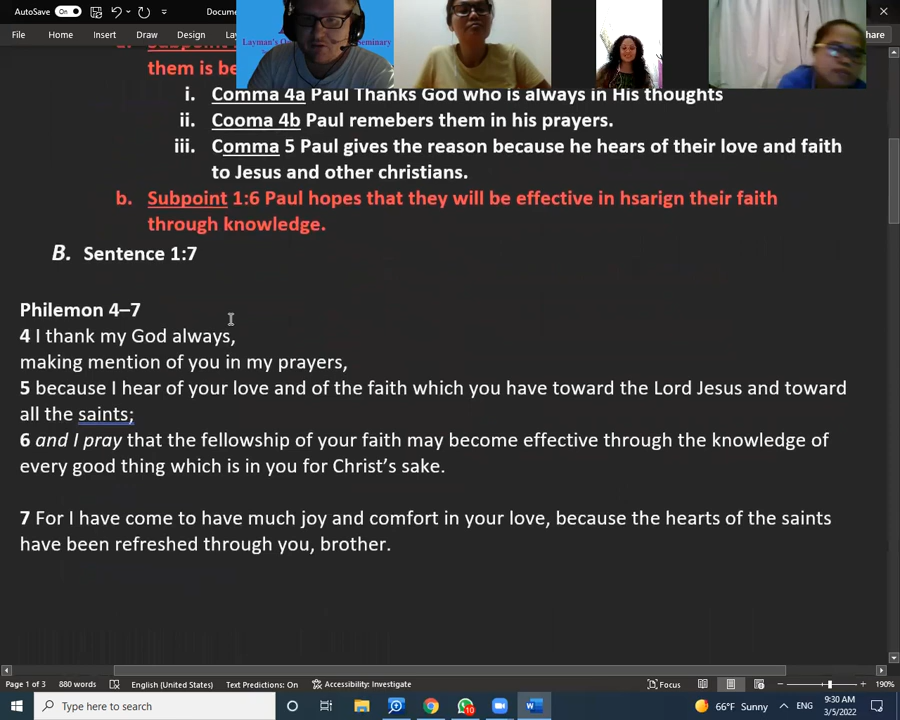 AutoSave On Docume
File Home Insert Draw Design Lay hare
Layman's Seminary
a. Subpoint
them is be
i. Comma 4a Paul Thanks God who is always in His thoughts
ii. Cooma 4b Paul remebers them in his prayers.
iii. Comma 5 Paul gives the reason because he hears of their love and faith
to Jesus and other christians.
b. Subpoint 1:6 Paul hopes that they will be effective in hsarign their faith
through knowledge.
B. Sentence 1:7
Philemon 4–7
4 I thank my God always,
making mention of you in my prayers,
5 because I hear of your love and of the faith which you have toward the Lord Jesus and toward
all the saints;
6 and I pray that the fellowship of your faith may become effective through the knowledge of
every good thing which is in you for Christ's sake.
7 For I have come to have much joy and comfort in your love, because the hearts of the saints
have been refreshed through you, brother.
Page 1 of 3 880 words English (United States) Text Predictions: On Accessibility: Investigate Focus 190%
Type here to search 10 W 66°F Sunny ENG 9:30 AM
3/5/2022